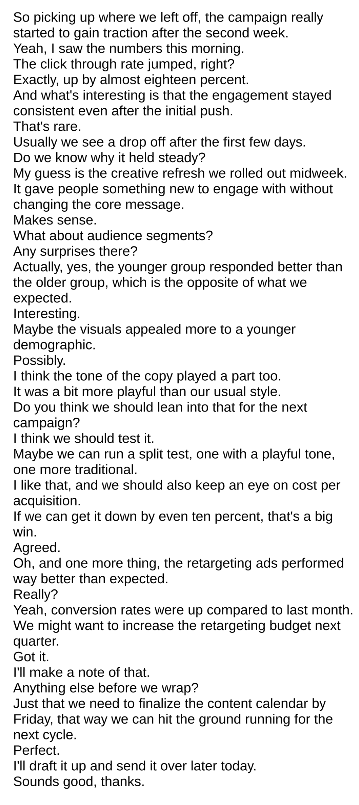 So picking up where we left off, the campaign really
started to gain traction after the second week.
Yeah, I saw the numbers this morning.
The click through rate jumped, right?
Exactly, up by almost eighteen percent.
And what's interesting is that the engagement stayed
consistent even after the initial push.
That's rare.
Usually we see a drop off after the first few days.
Do we know why it held steady?
My guess is the creative refresh we rolled out midweek.
It gave people something new to engage with without
changing the core message.
Makes sense.
What about audience segments?
Any surprises there?
Actually, yes, the younger group responded better than
the older group, which is the opposite of what we
expected.
Interesting.
Maybe the visuals appealed more to a younger
demographic.
Possibly.
I think the tone of the copy played a part too.
It was a bit more playful than our usual style.
Do you think we should lean into that for the next
campaign?
I think we should test it.
Maybe we can run a split test, one with a playful tone,
one more traditional.
I like that, and we should also keep an eye on cost per
acquisition.
If we can get it down by even ten percent, that's a big
win.
Agreed.
Oh, and one more thing, the retargeting ads performed
way better than expected.
Really?
Yeah, conversion rates were up compared to last month.
We might want to increase the retargeting budget next
quarter.
Got it.
I'll make a note of that.
Anything else before we wrap?
Just that we need to finalize the content calendar by
Friday, that way we can hit the ground running for the
next cycle.
Perfect.
I'll draft it up and send it over later today.
Sounds good, thanks.